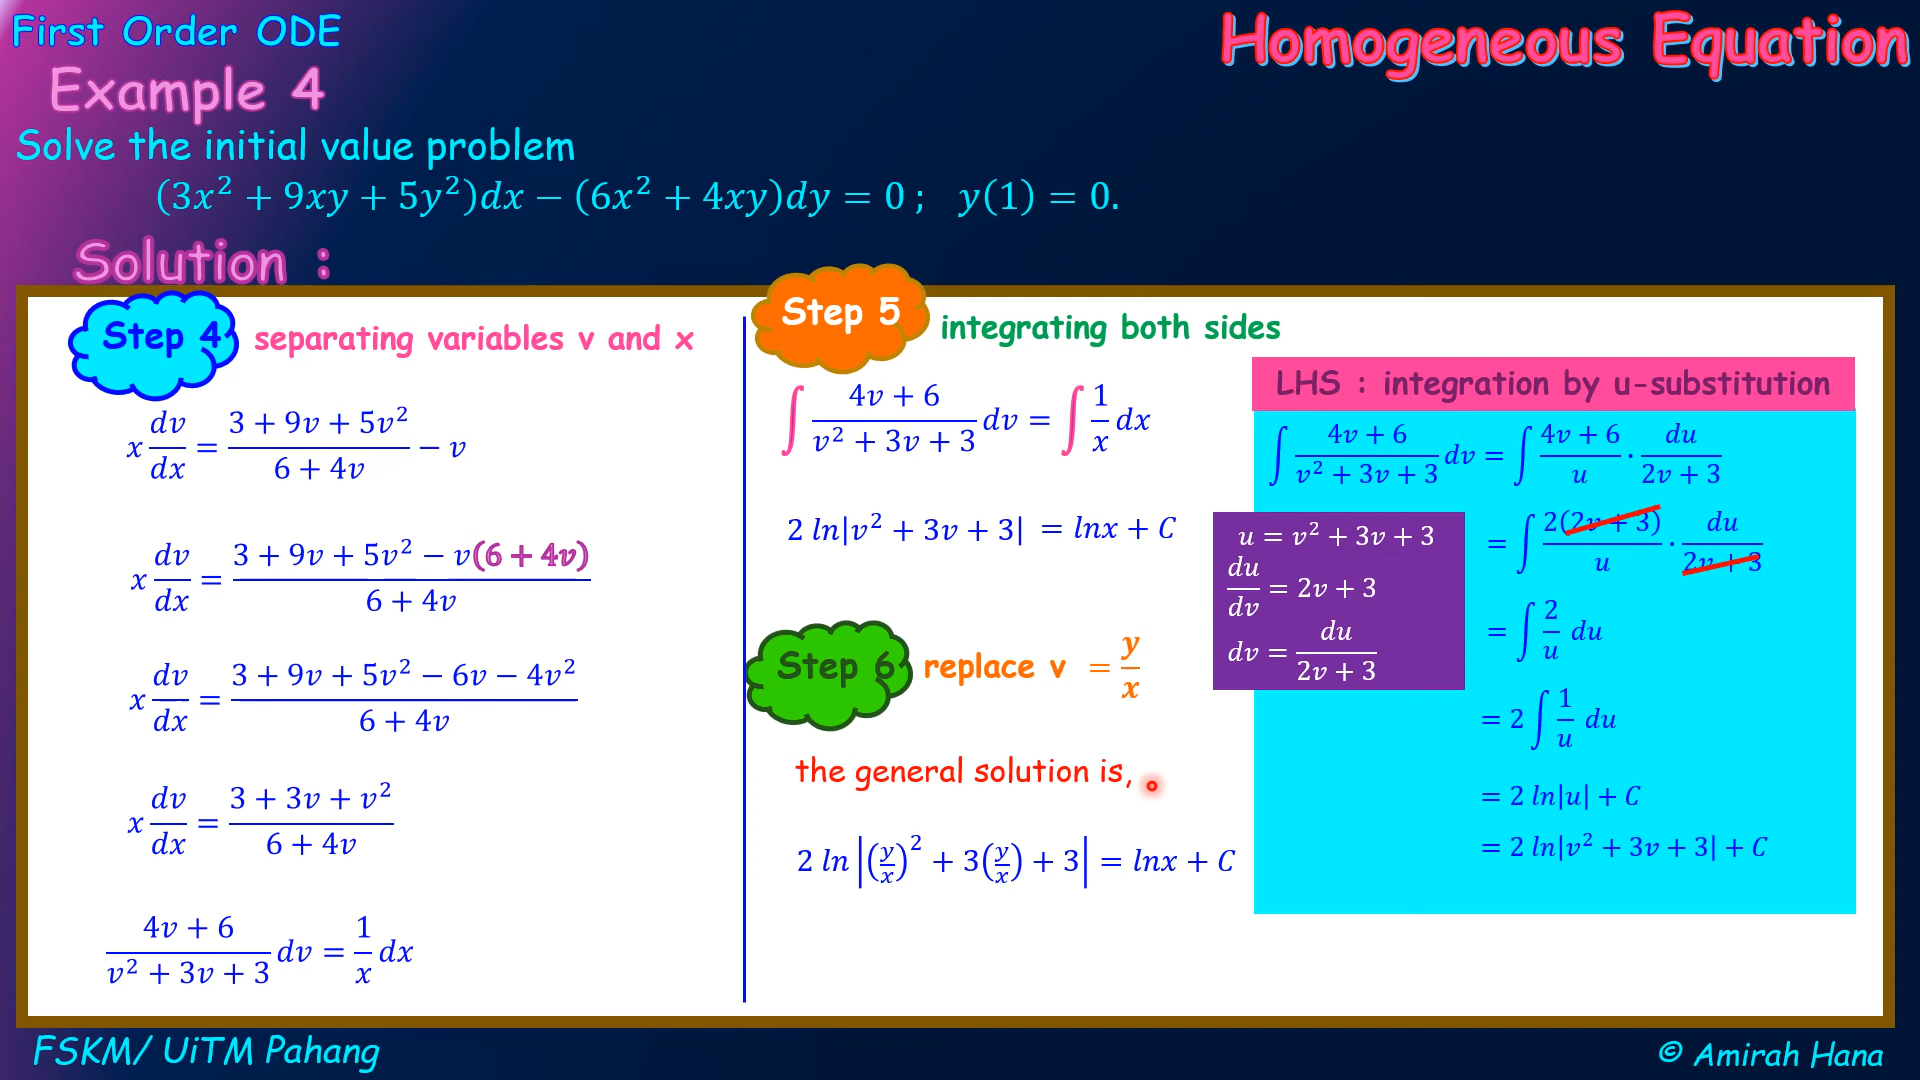 First Order ODE
Homogeneous Equation
Example 4
Solve the initial value problem
(3x² + 9xy + 5y²)dx − (6x² + 4xy)dy = 0 ; y(1) = 0.
Solution :
Step 4 separating variables v and x
x dv/dx = (3 + 9v + 5v²)/(6 + 4v) − v
x dv/dx = (3 + 9v + 5v² − v(6 + 4v))/(6 + 4v)
x dv/dx = (3 + 9v + 5v² − 6v − 4v²)/(6 + 4v)
x dv/dx = (3 + 3v + v²)/(6 + 4v)
(4v + 6)/(v² + 3v + 3) dv = 1/x dx
Step 5 integrating both sides
∫ (4v + 6)/(v² + 3v + 3) dv = ∫ 1/x dx
2 ln|v² + 3v + 3| = lnx + C
Step 6 replace v = y/x
the general solution is,
2 ln|(y/x)² + 3(y/x) + 3| = lnx + C
LHS : integration by u-substitution
∫ (4v + 6)/(v² + 3v + 3) dv = ∫ (4v + 6)/u · du/(2v + 3)
u = v² + 3v + 3
du/dv = 2v + 3
dv = du/(2v + 3)
= ∫ 2(2v + 3)/u · du/(2v + 3)
= ∫ 2/u du
= 2 ∫ 1/u du
= 2 ln|u| + C
= 2 ln|v² + 3v + 3| + C
FSKM/ UiTM Pahang
© Amirah Hana